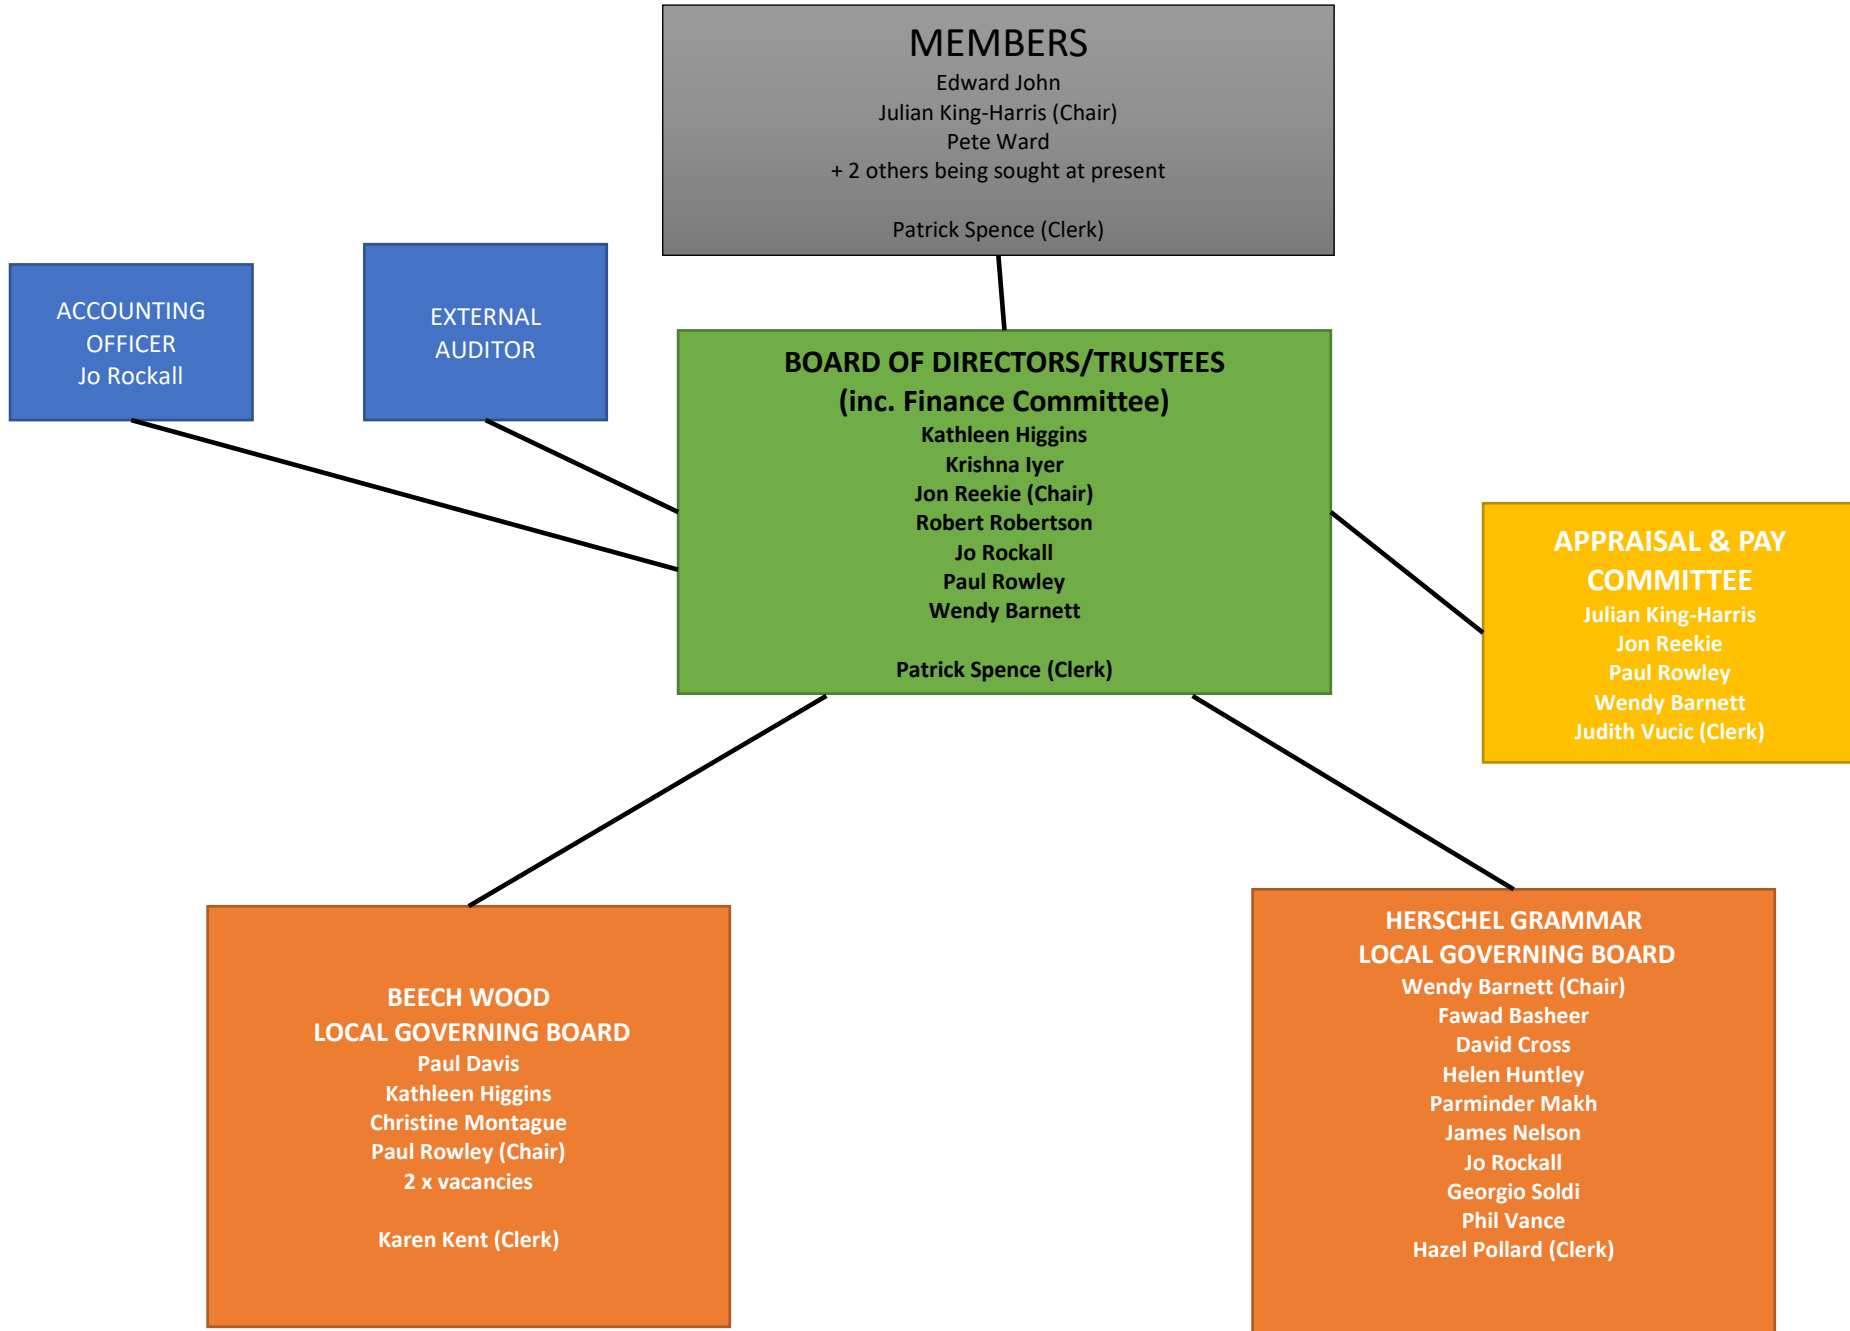 MEMBERS
Edward John
Julian King-Harris (Chair)
Pete Ward
+ 2 others being sought at present
Patrick Spence (Clerk)
ACCOUNTING
OFFICER
Jo Rockall
EXTERNAL
AUDITOR
BOARD OF DIRECTORS/TRUSTEES
(inc. Finance Committee)
Kathleen Higgins
Krishna Iyer
Jon Reekie (Chair)
Robert Robertson
Jo Rockall
Paul Rowley
Wendy Barnett
Patrick Spence (Clerk)
APPRAISAL & PAY
COMMITTEE
Julian King-Harris
Jon Reekie
Paul Rowley
Wendy Barnett
Judith Vucic (Clerk)
BEECH WOOD
LOCAL GOVERNING BOARD
Paul Davis
Kathleen Higgins
Christine Montague
Paul Rowley (Chair)
2 x vacancies
Karen Kent (Clerk)
HERSCHEL GRAMMAR
LOCAL GOVERNING BOARD
Wendy Barnett (Chair)
Fawad Basheer
David Cross
Helen Huntley
Parminder Makh
James Nelson
Jo Rockall
Georgio Soldi
Phil Vance
Hazel Pollard (Clerk)